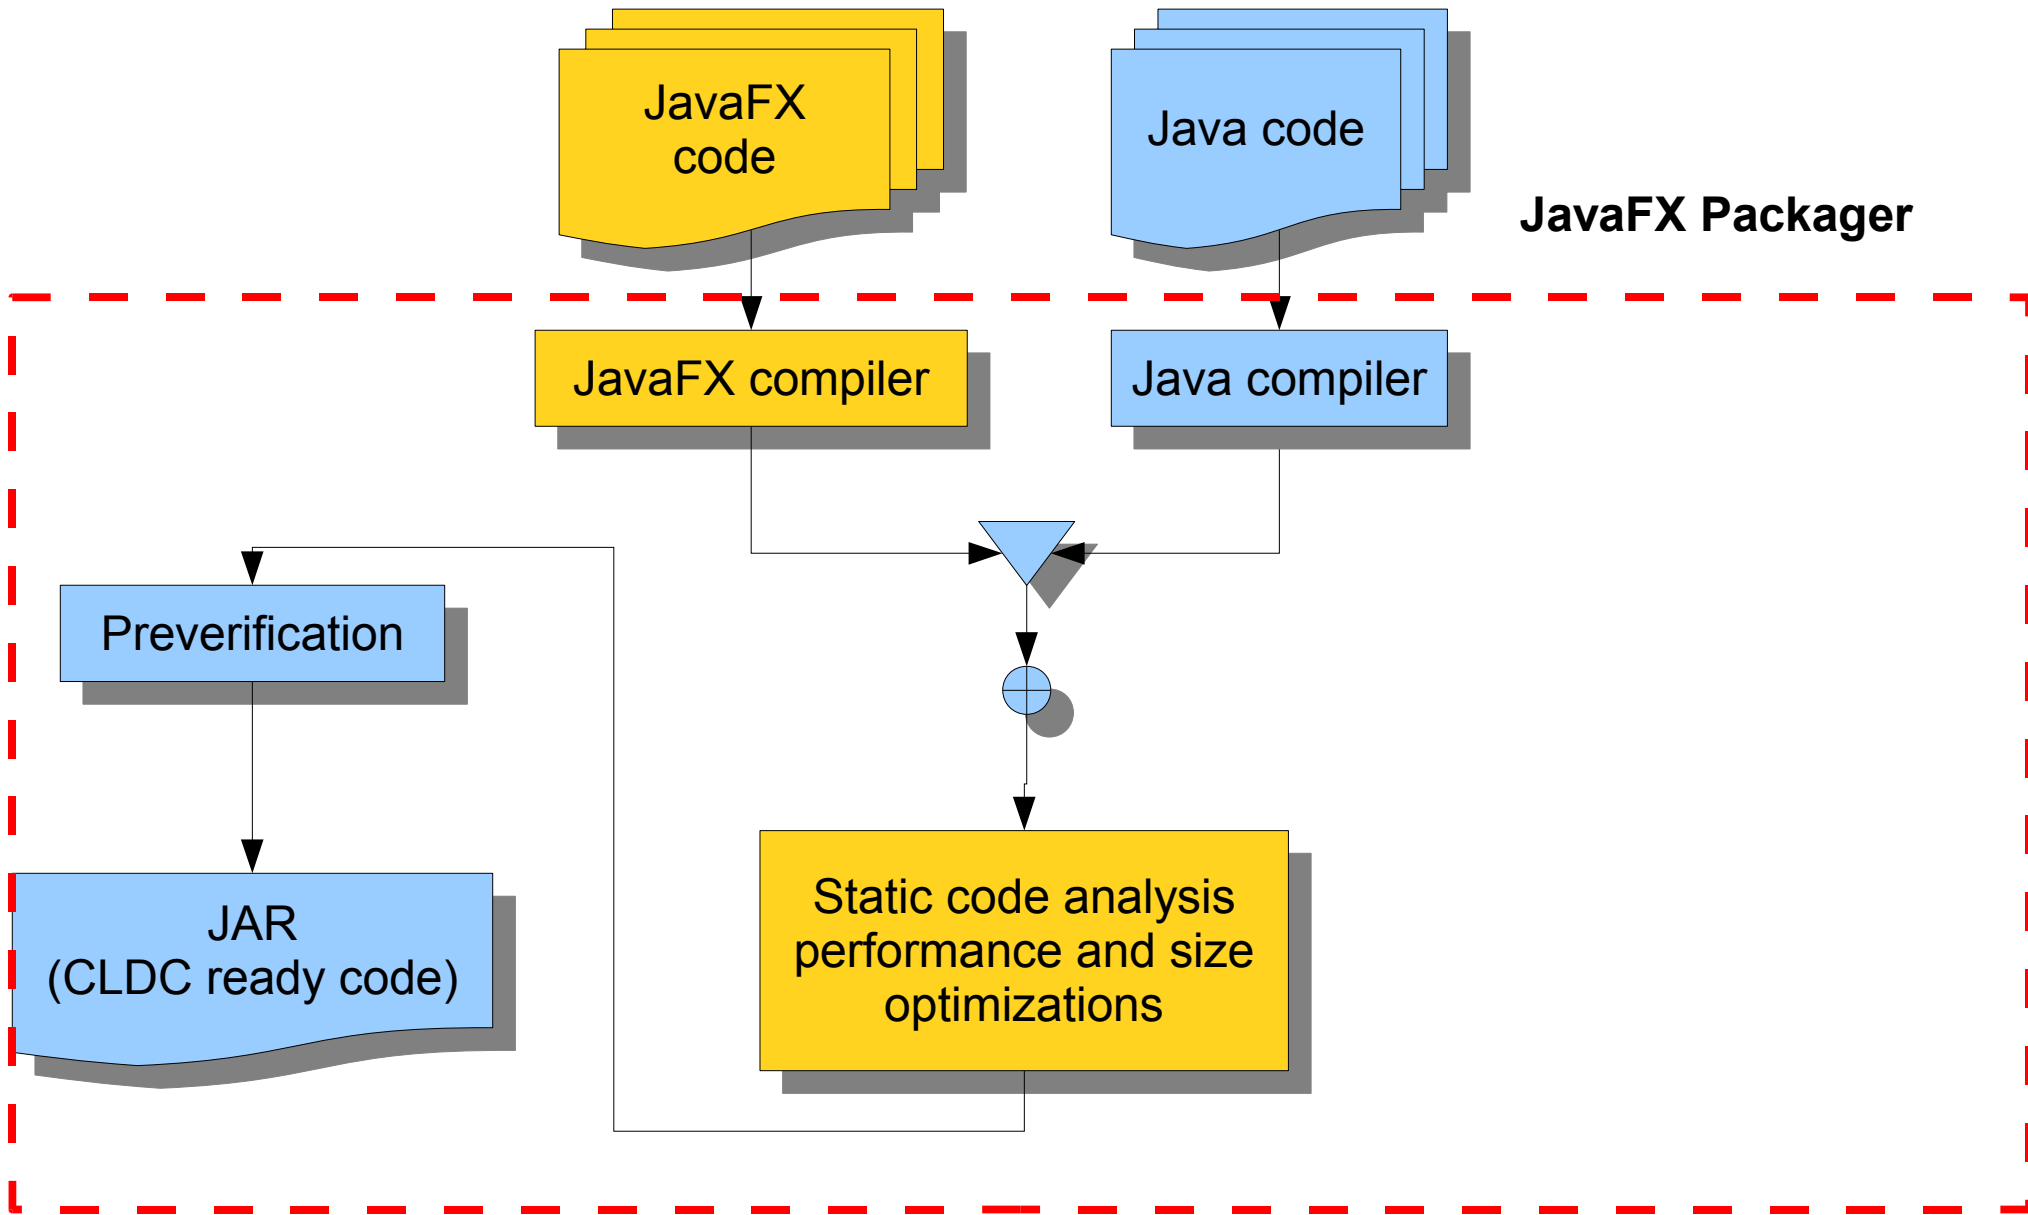 JavaFX
code
Java code
JavaFX Packager
JavaFX compiler
Java compiler
Preverification
JAR
(CLDC ready code)
Static code analysis
performance and size
optimizations